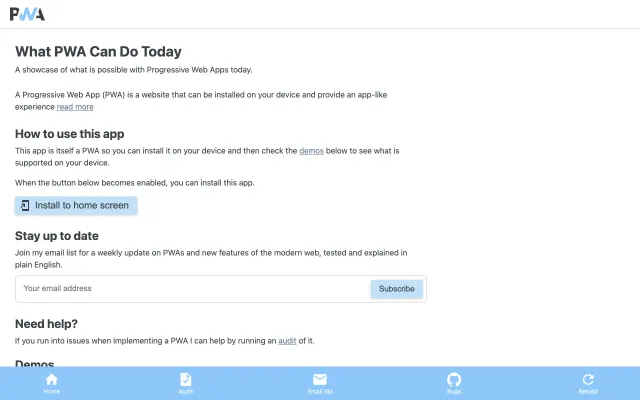 PWA
What PWA Can Do Today
A showcase of what is possible with Progressive Web Apps today.
A Progressive Web App (PWA) is a website that can be installed on your device and provide an app-like
experience read more
How to use this app
This app is itself a PWA so you can install it on your device and then check the demos below to see what is
supported on your device.
When the button below becomes enabled, you can install this app.
Install to home screen
Stay up to date
Join my email list for a weekly update on PWAs and new features of the modern web, tested and explained in
plain English.
Your email address
Subscribe
Need help?
If you run into issues when implementing a PWA I can help by running an audit of it.
Demos
Home
Audit
Email list
Bugs
Reload